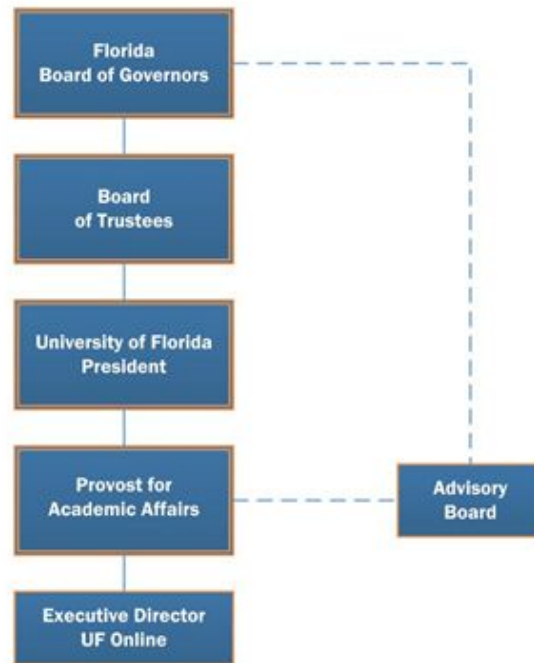 Florida
Board of Governors
Board
of Trustees
University of Florida
President
Provost for
Academic Affairs
Advisory
Board
Executive Director
UF Online